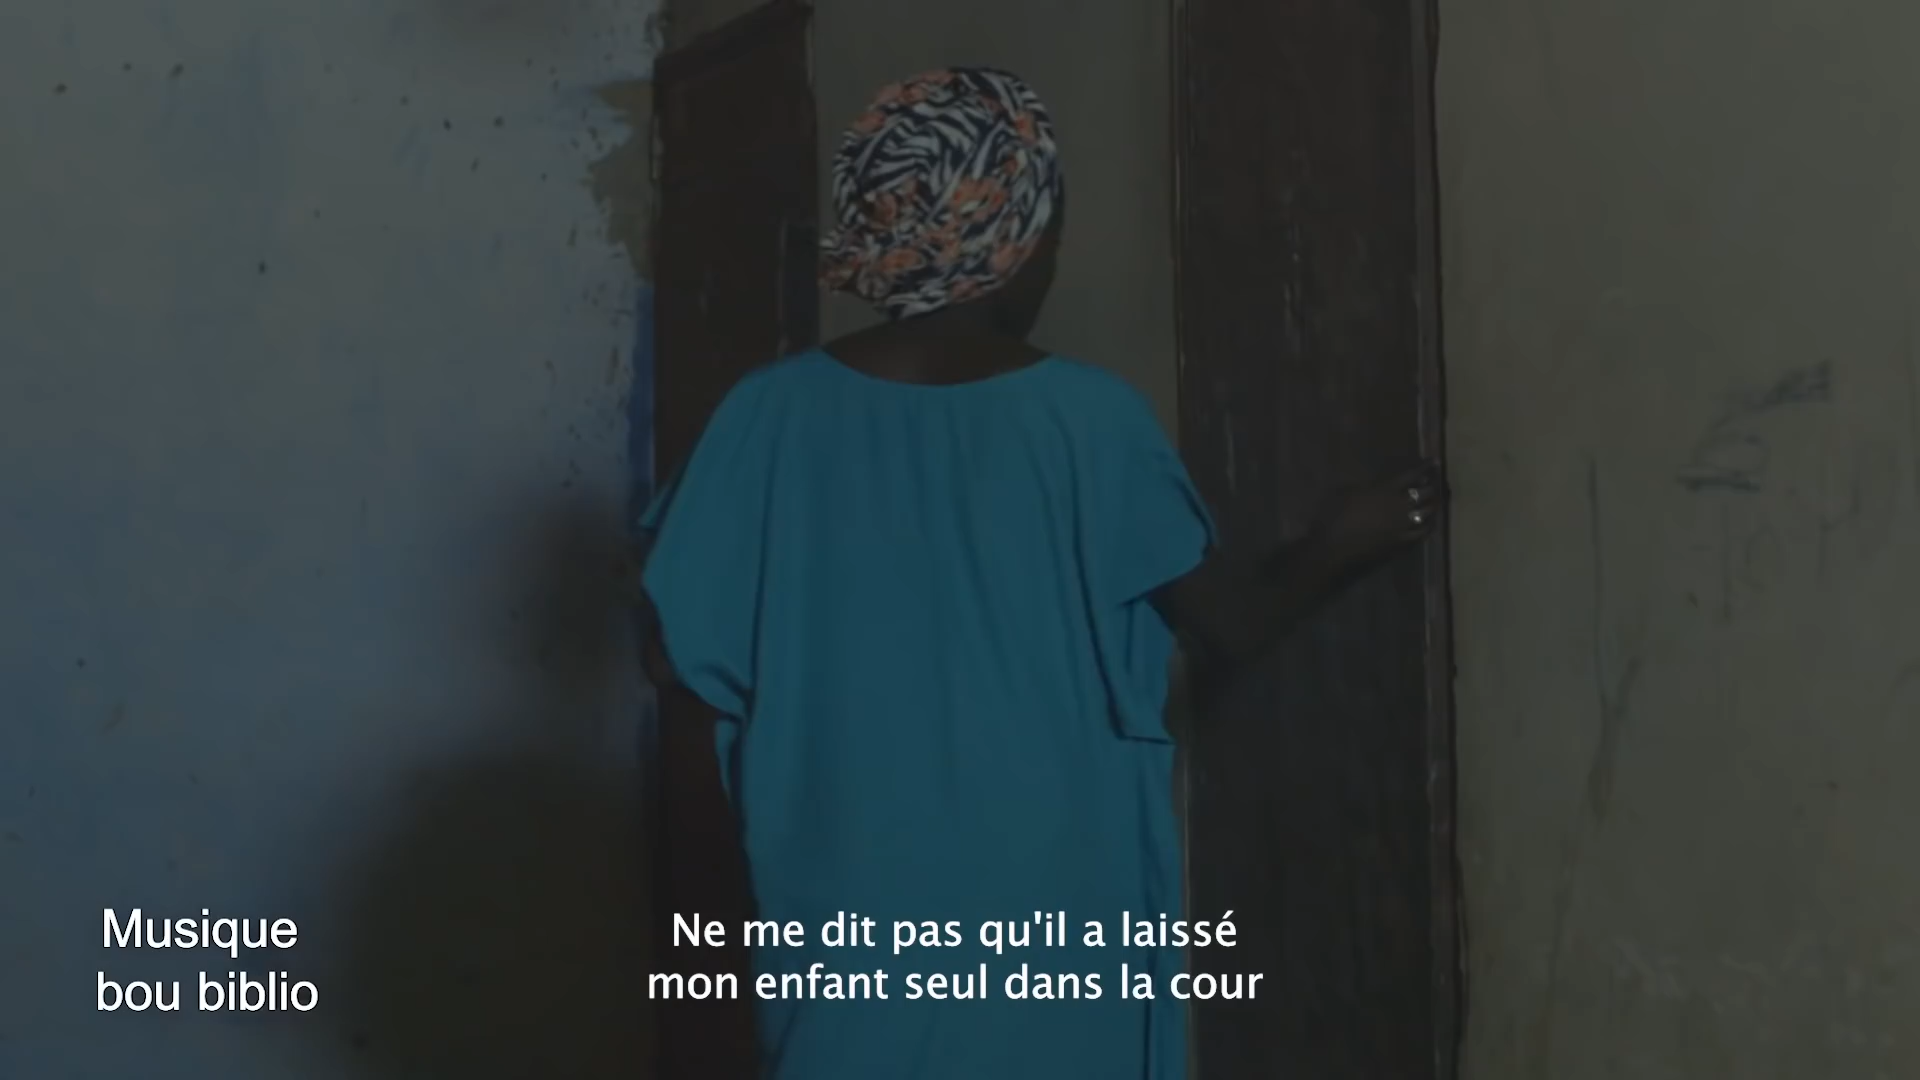 Musique
bou biblio
Ne me dit pas qu'il a laissé
mon enfant seul dans la cour